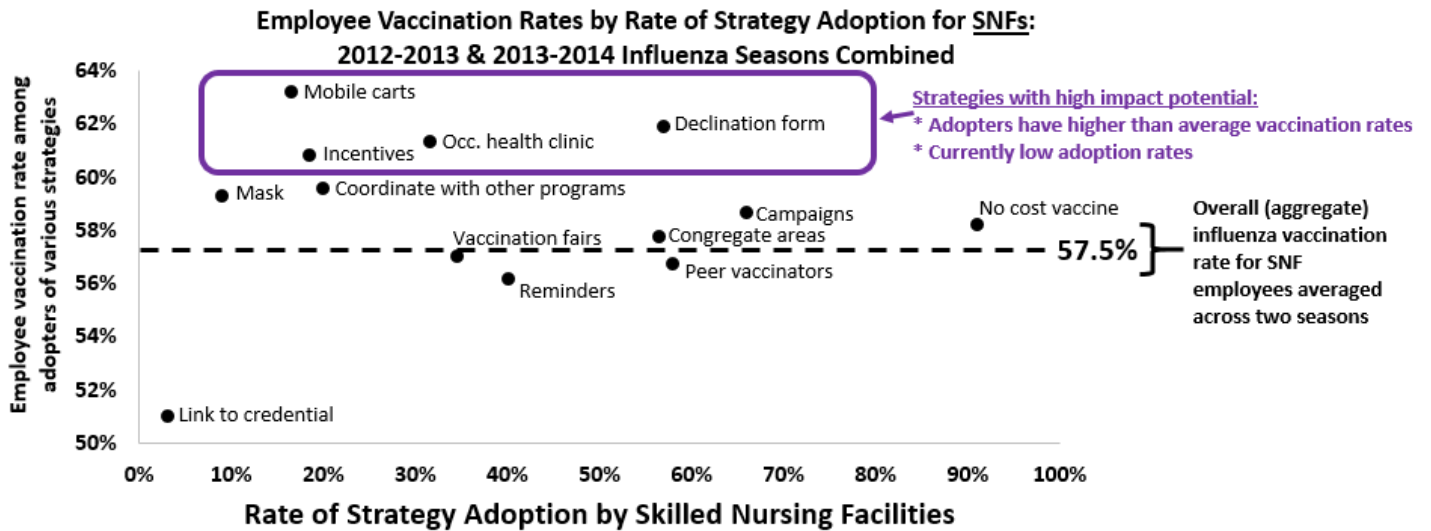 Employee Vaccination Rates by Rate of Strategy Adoption for SNFs:
2012-2013 & 2013-2014 Influenza Seasons Combined
Employee vaccination rate among
adopters of various strategies
64%
62%
60%
58%
56%
54%
52%
50%
Mobile carts
Declination form
Occ. health clinic
Incentives
Mask
Coordinate with other programs
Campaigns
No cost vaccine
Vaccination fairs
Congregate areas
Peer vaccinators
Reminders
Link to credential
57.5%
Strategies with high impact potential:
* Adopters have higher than average vaccination rates
* Currently low adoption rates
Overall (aggregate)
influenza vaccination
rate for SNF
employees averaged
across two seasons
0%
10%
20%
30%
40%
50%
60%
70%
80%
90%
100%
Rate of Strategy Adoption by Skilled Nursing Facilities